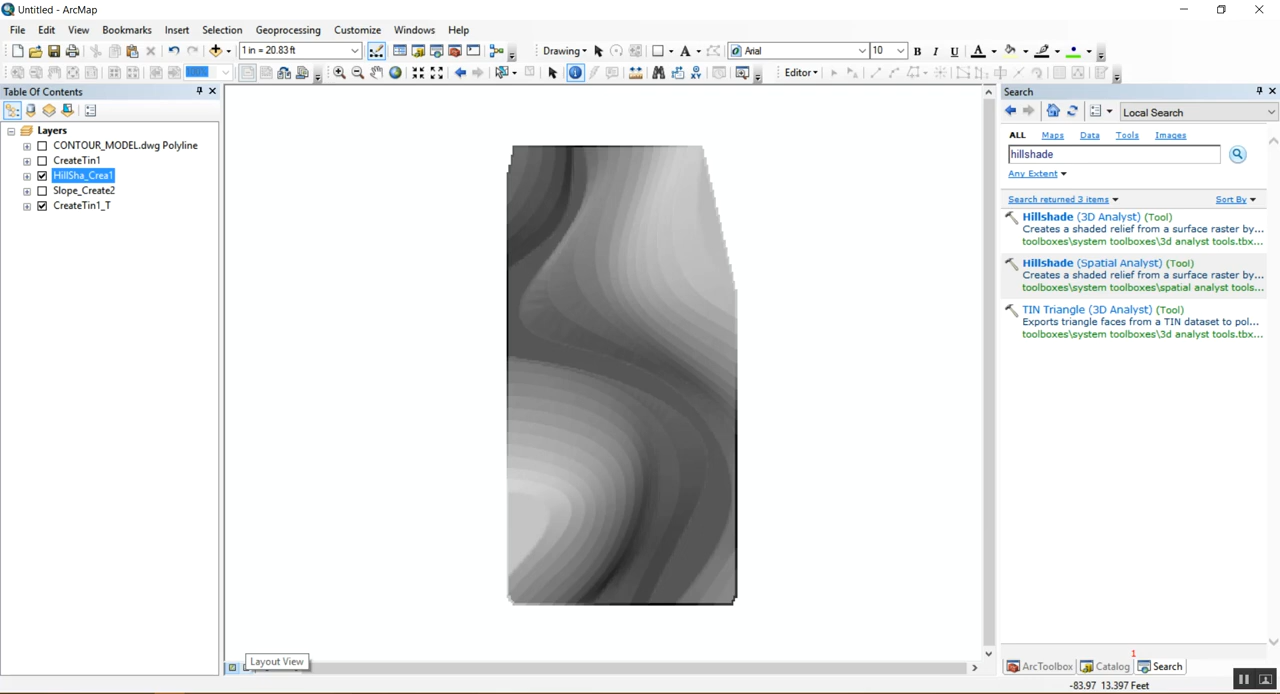 Untitled - ArcMap
File Edit View Bookmarks Insert Selection Geoprocessing Customize Windows Help
1 in = 20.83 ft Drawing Arial 10 B I U A
100% Editor
Table Of Contents
Layers
CONTOUR_MODEL.dwg Polyline
CreateTin1
HillSha_Crea1
Slope_Create2
CreateTin1_T
Layout View
Search
Local Search
ALL Maps Data Tools Images
hillshade
Any Extent
Search returned 3 items Sort By
Hillshade (3D Analyst) (Tool)
Creates a shaded relief from a surface raster by...
toolboxes\system toolboxes\3d analyst tools.tbx...
Hillshade (Spatial Analyst) (Tool)
Creates a shaded relief from a surface raster by...
toolboxes\system toolboxes\spatial analyst tools...
TIN Triangle (3D Analyst) (Tool)
Exports triangle faces from a TIN dataset to pol...
toolboxes\system toolboxes\3d analyst tools.tbx...
1
ArcToolbox Catalog Search
-83.97 13.397 Feet